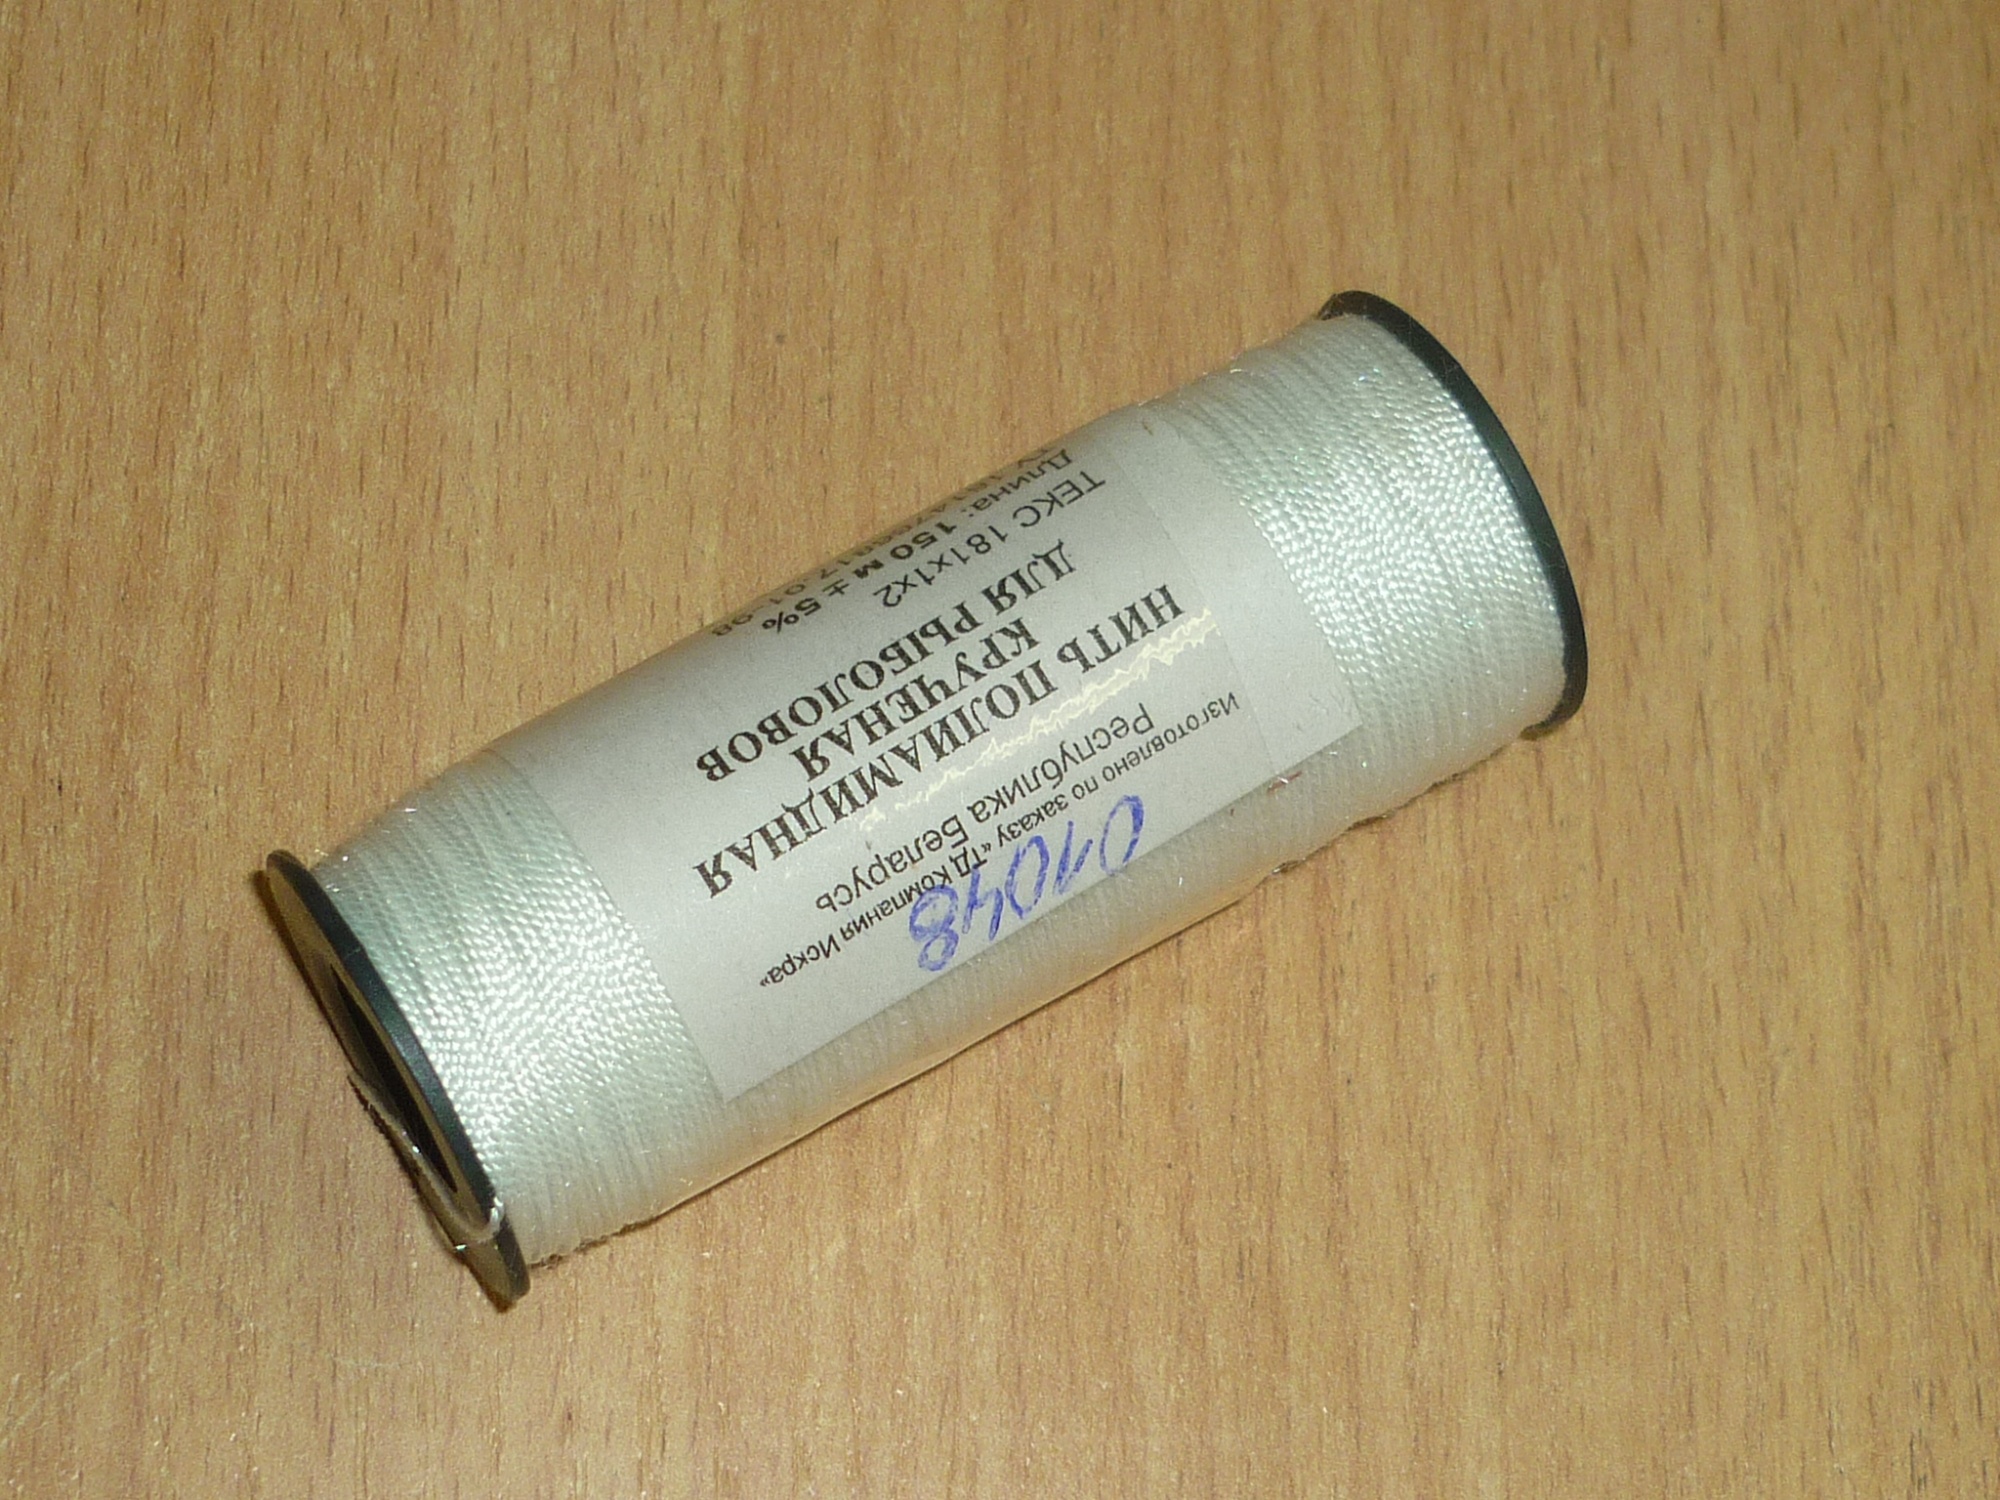 01048
Изготовлено по заказу «ТД Компания Искра»
Республика Беларусь
НИТЬ ПОЛИАМИДНАЯ
КРУЧЕНАЯ
ДЛЯ РЫБОЛОВОВ
ТЕКС 181х1х2
Длина: 150 М ± 5%
ТУ